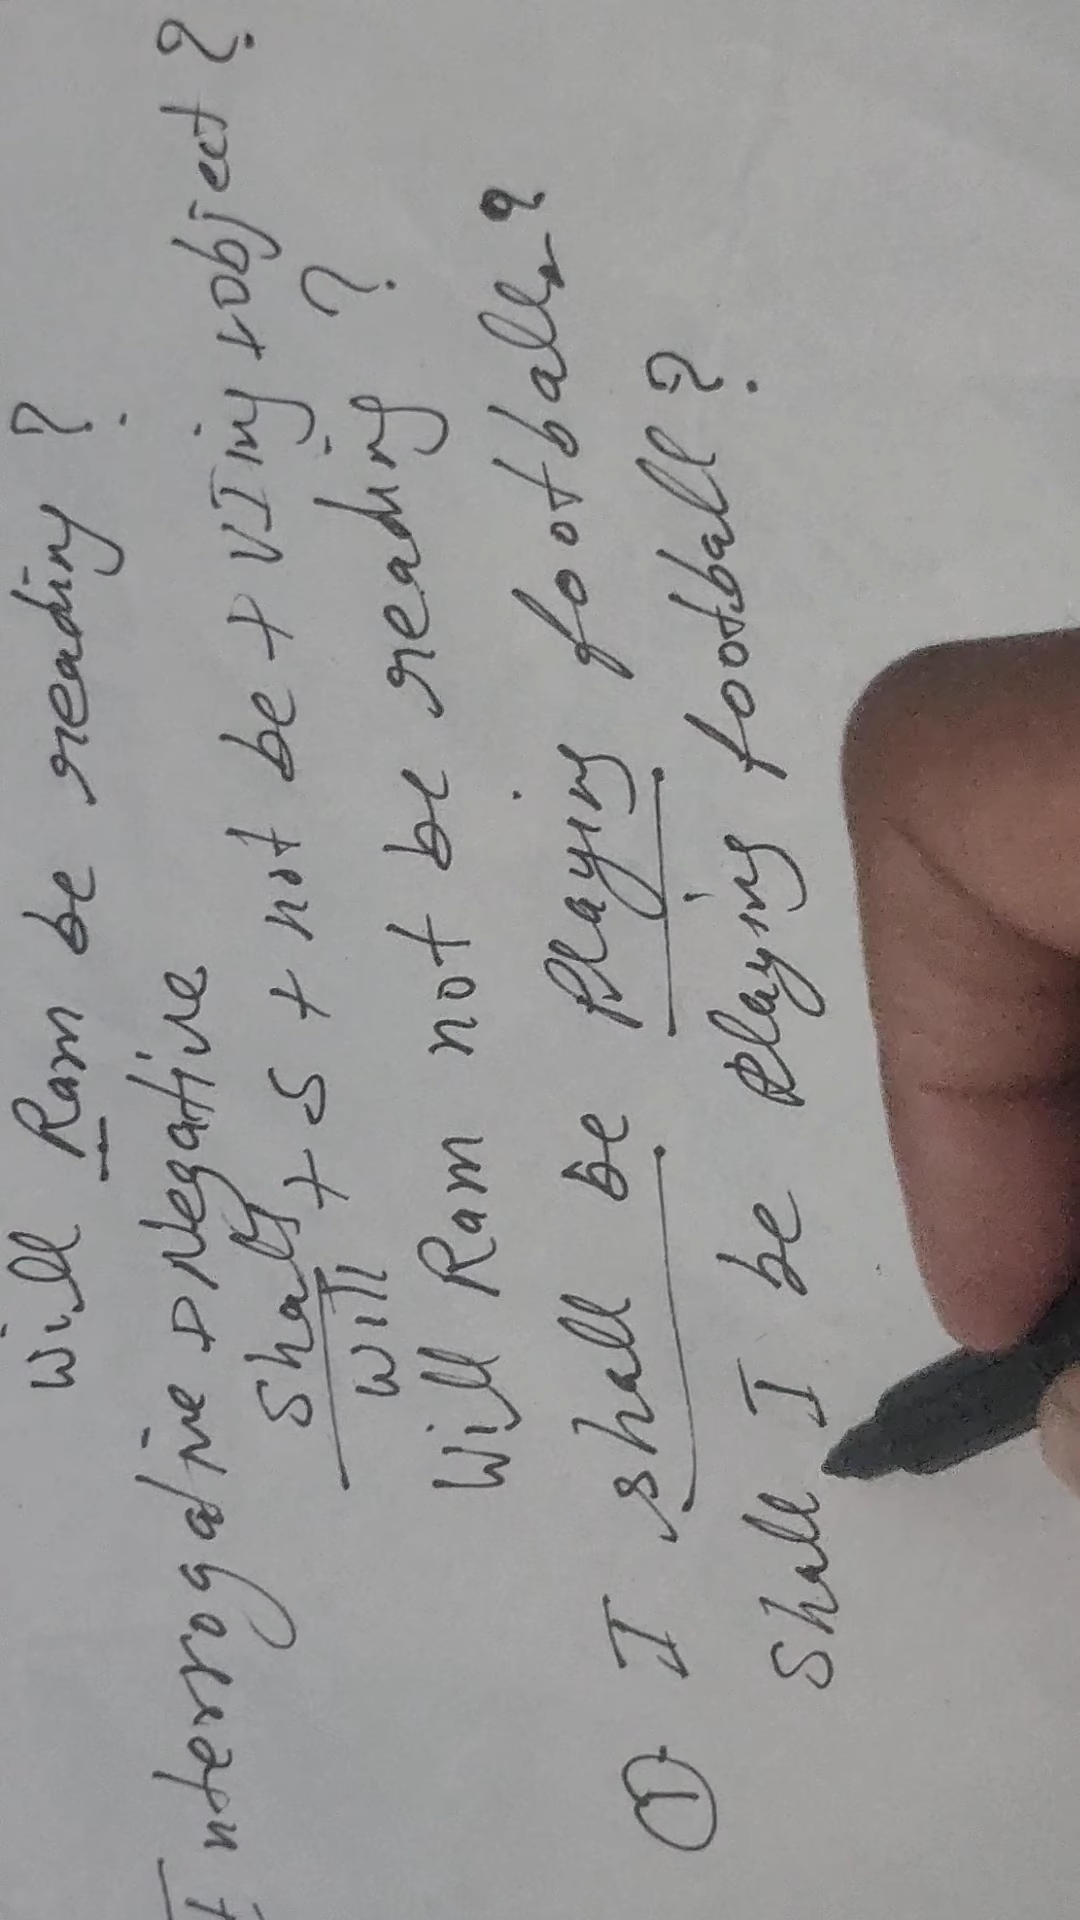 Will Ram be reading ?
Interrogative + Negative
Shall/Will + S + not be + VIing + object ?
Will Ram not be reading ?
① I shall be Playing football. ?
Shall I be Playing football ?